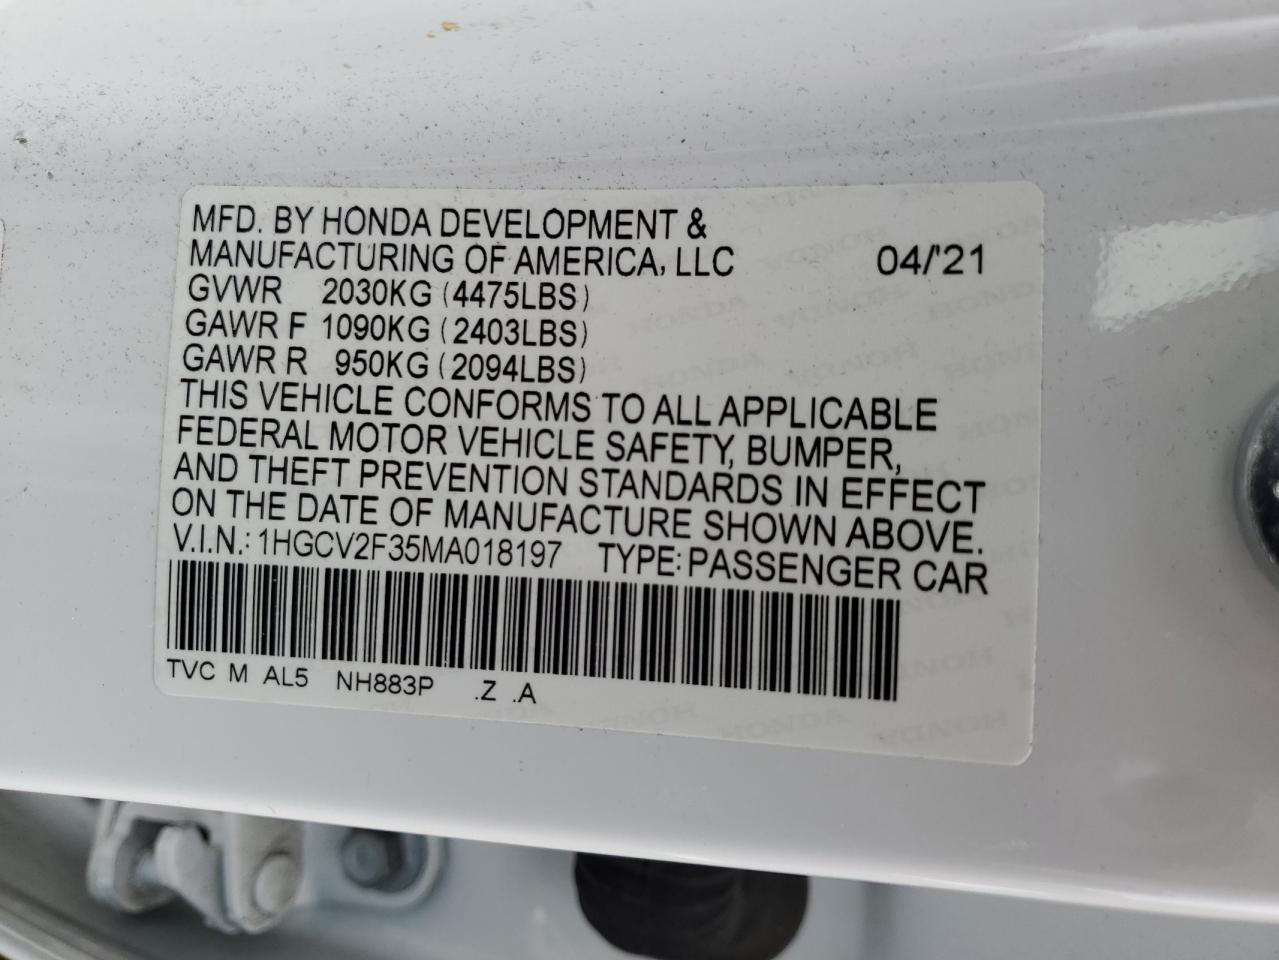 MFD. BY HONDA DEVELOPMENT &
MANUFACTURING OF AMERICA, LLC 04/'21
GVWR 2030KG (4475LBS)
GAWR F 1090KG (2403LBS)
GAWR R 950KG (2094LBS)
THIS VEHICLE CONFORMS TO ALL APPLICABLE
FEDERAL MOTOR VEHICLE SAFETY, BUMPER,
AND THEFT PREVENTION STANDARDS IN EFFECT
ON THE DATE OF MANUFACTURE SHOWN ABOVE.
V.I.N.: 1HGCV2F35MA018197 TYPE: PASSENGER CAR
TVC M AL5 NH883P .Z .A